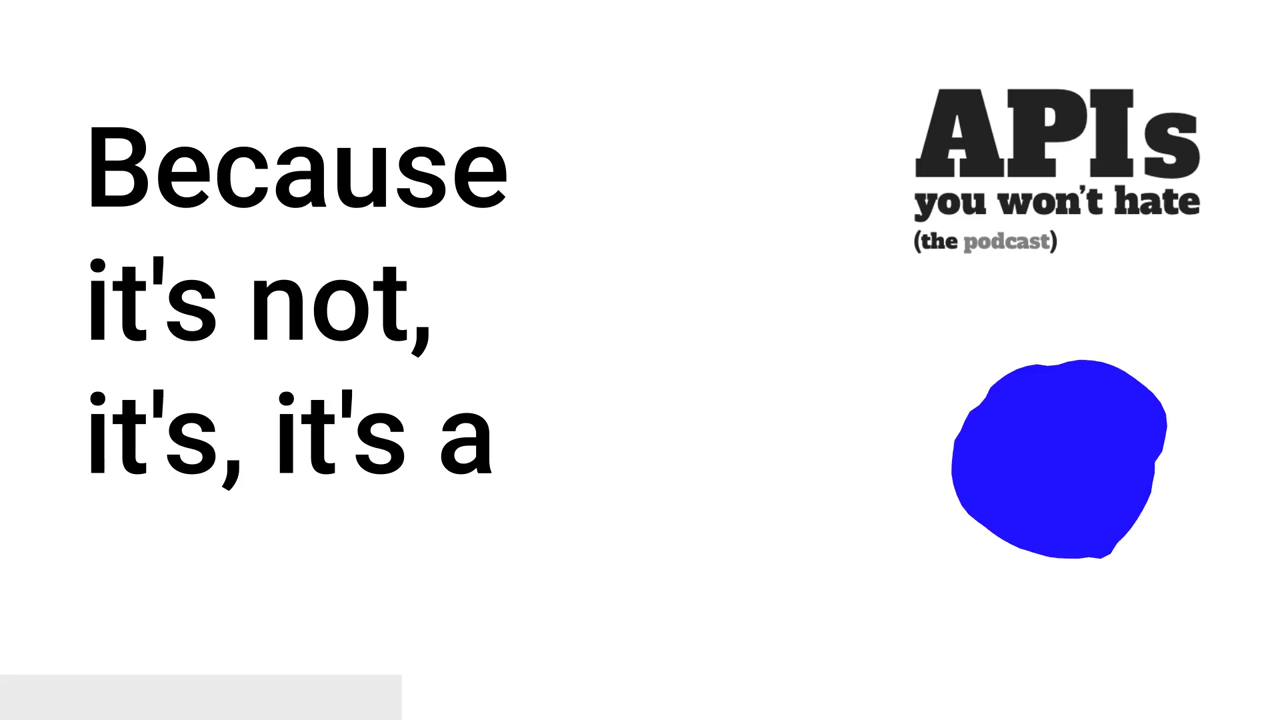 Because
it's not,
it's, it's a
APIs
you won't hate
(the podcast)